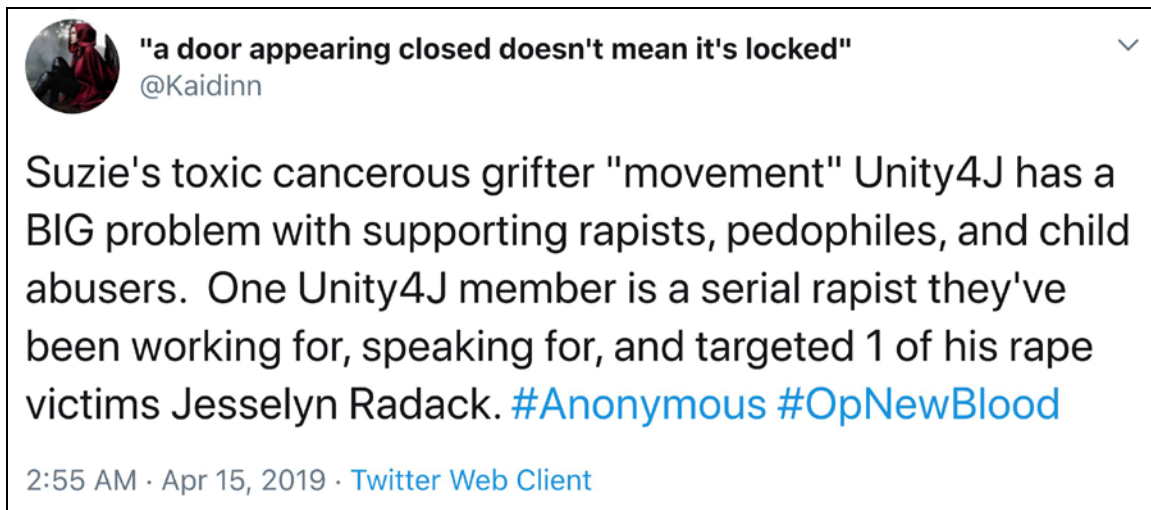 "a door appearing closed doesn't mean it's locked"
@Kaidinn
Suzie's toxic cancerous grifter "movement" Unity4J has a
BIG problem with supporting rapists, pedophiles, and child
abusers.  One Unity4J member is a serial rapist they've
been working for, speaking for, and targeted 1 of his rape
victims Jesselyn Radack. #Anonymous #OpNewBlood
2:55 AM · Apr 15, 2019 · Twitter Web Client